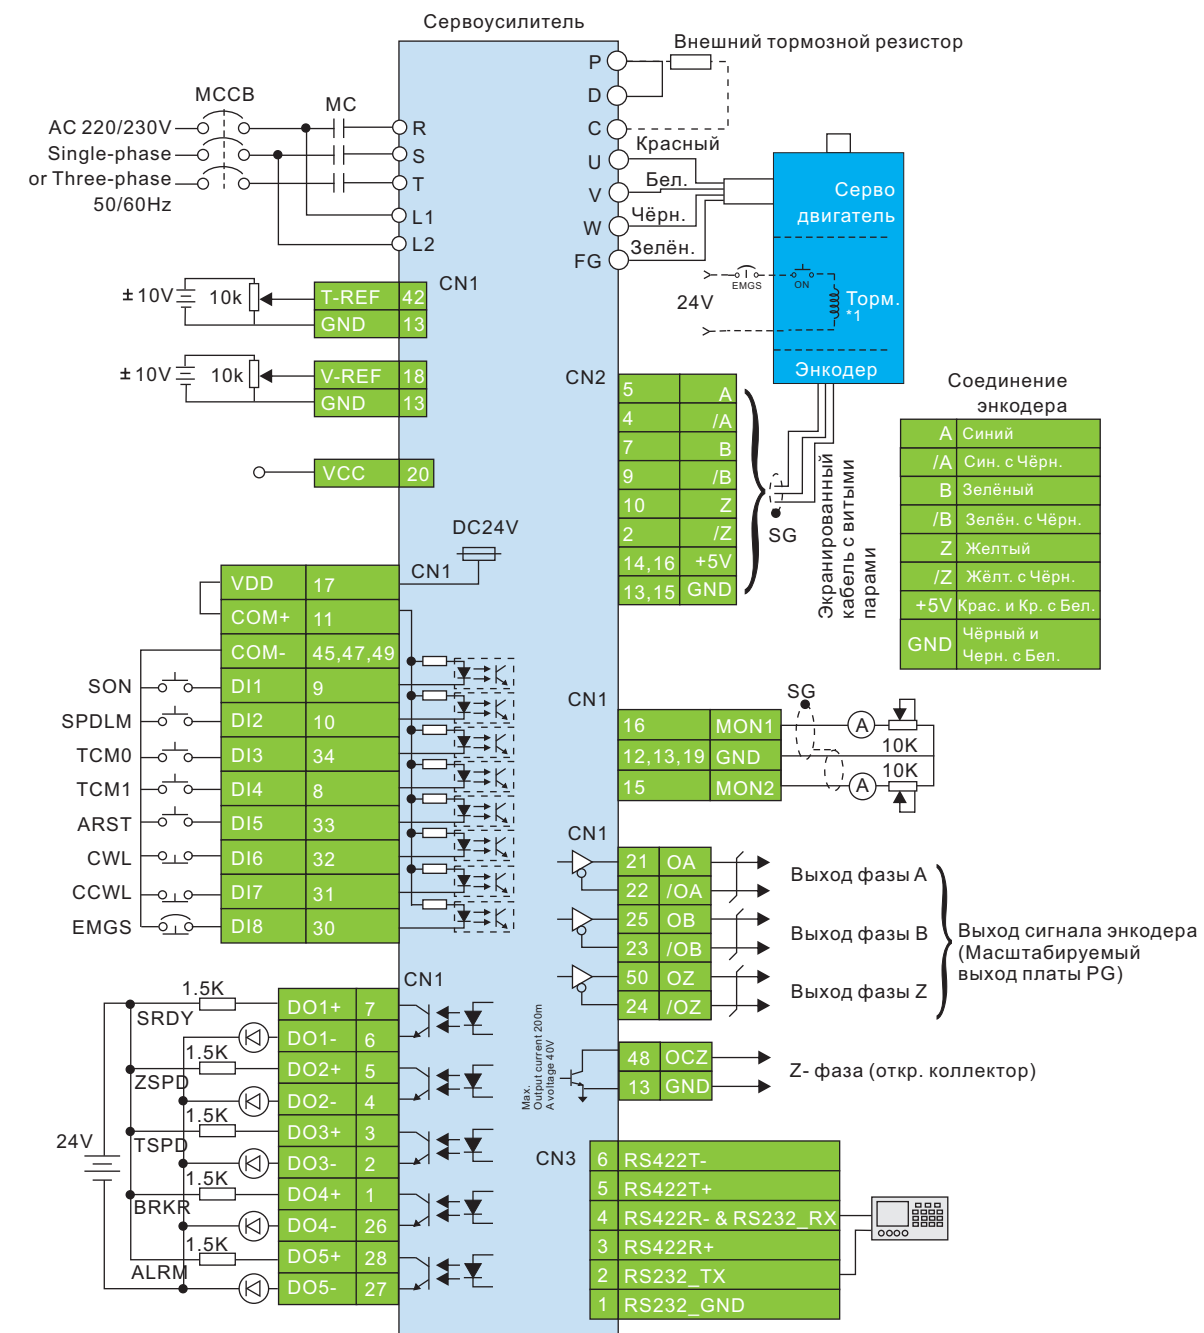 Сервоусилитель
Внешний тормозной резистор
MCCB
MC
AC 220/230V
Single-phase
or Three-phase
50/60Hz
R
S
T
L1
L2
P
D
C
U
V
W
FG
Красный
Бел.
Чёрн.
Зелён.
Серво
двигатель
24V
EMGS
ON
Торм.
*1
Энкодер
CN1
±10V
10k
T-REF 42
GND 13
±10V
10k
V-REF 18
GND 13
VCC 20
DC24V
CN2
5 A
4 /A
7 B
9 /B
10 Z
2 /Z
14,16 +5V
13,15 GND
SG
Экранированный
кабель с витыми
парами
Соединение
энкодера
A Синий
/A Син. с Чёрн.
B Зелёный
/B Зелён. с Чёрн.
Z Желтый
/Z Жёлт. с Чёрн.
+5V Крас. и Кр. с Бел.
GND Чёрный и
Черн. с Бел.
CN1
VDD 17
COM+ 11
COM- 45,47,49
SON DI1 9
SPDLM DI2 10
TCM0 DI3 34
TCM1 DI4 8
ARST DI5 33
CWL DI6 32
CCWL DI7 31
EMGS DI8 30
CN1
SG
16 MON1
12,13,19 GND
15 MON2
A
10K
A
10K
CN1
21 OA
22 /OA
25 OB
23 /OB
50 OZ
24 /OZ
Выход фазы A
Выход фазы B
Выход фазы Z
Выход сигнала энкодера
(Масштабируемый
выход платы PG)
Max.
Output current 200m
A voltage 40V
48 OCZ
13 GND
Z- фаза (откр. коллектор)
CN1
24V
1.5K
SRDY
DO1+ 7
DO1- 6
1.5K
ZSPD
DO2+ 5
DO2- 4
1.5K
TSPD
DO3+ 3
DO3- 2
1.5K
BRKR
DO4+ 1
DO4- 26
1.5K
ALRM
DO5+ 28
DO5- 27
CN3
6 RS422T-
5 RS422T+
4 RS422R- & RS232_RX
3 RS422R+
2 RS232_TX
1 RS232_GND